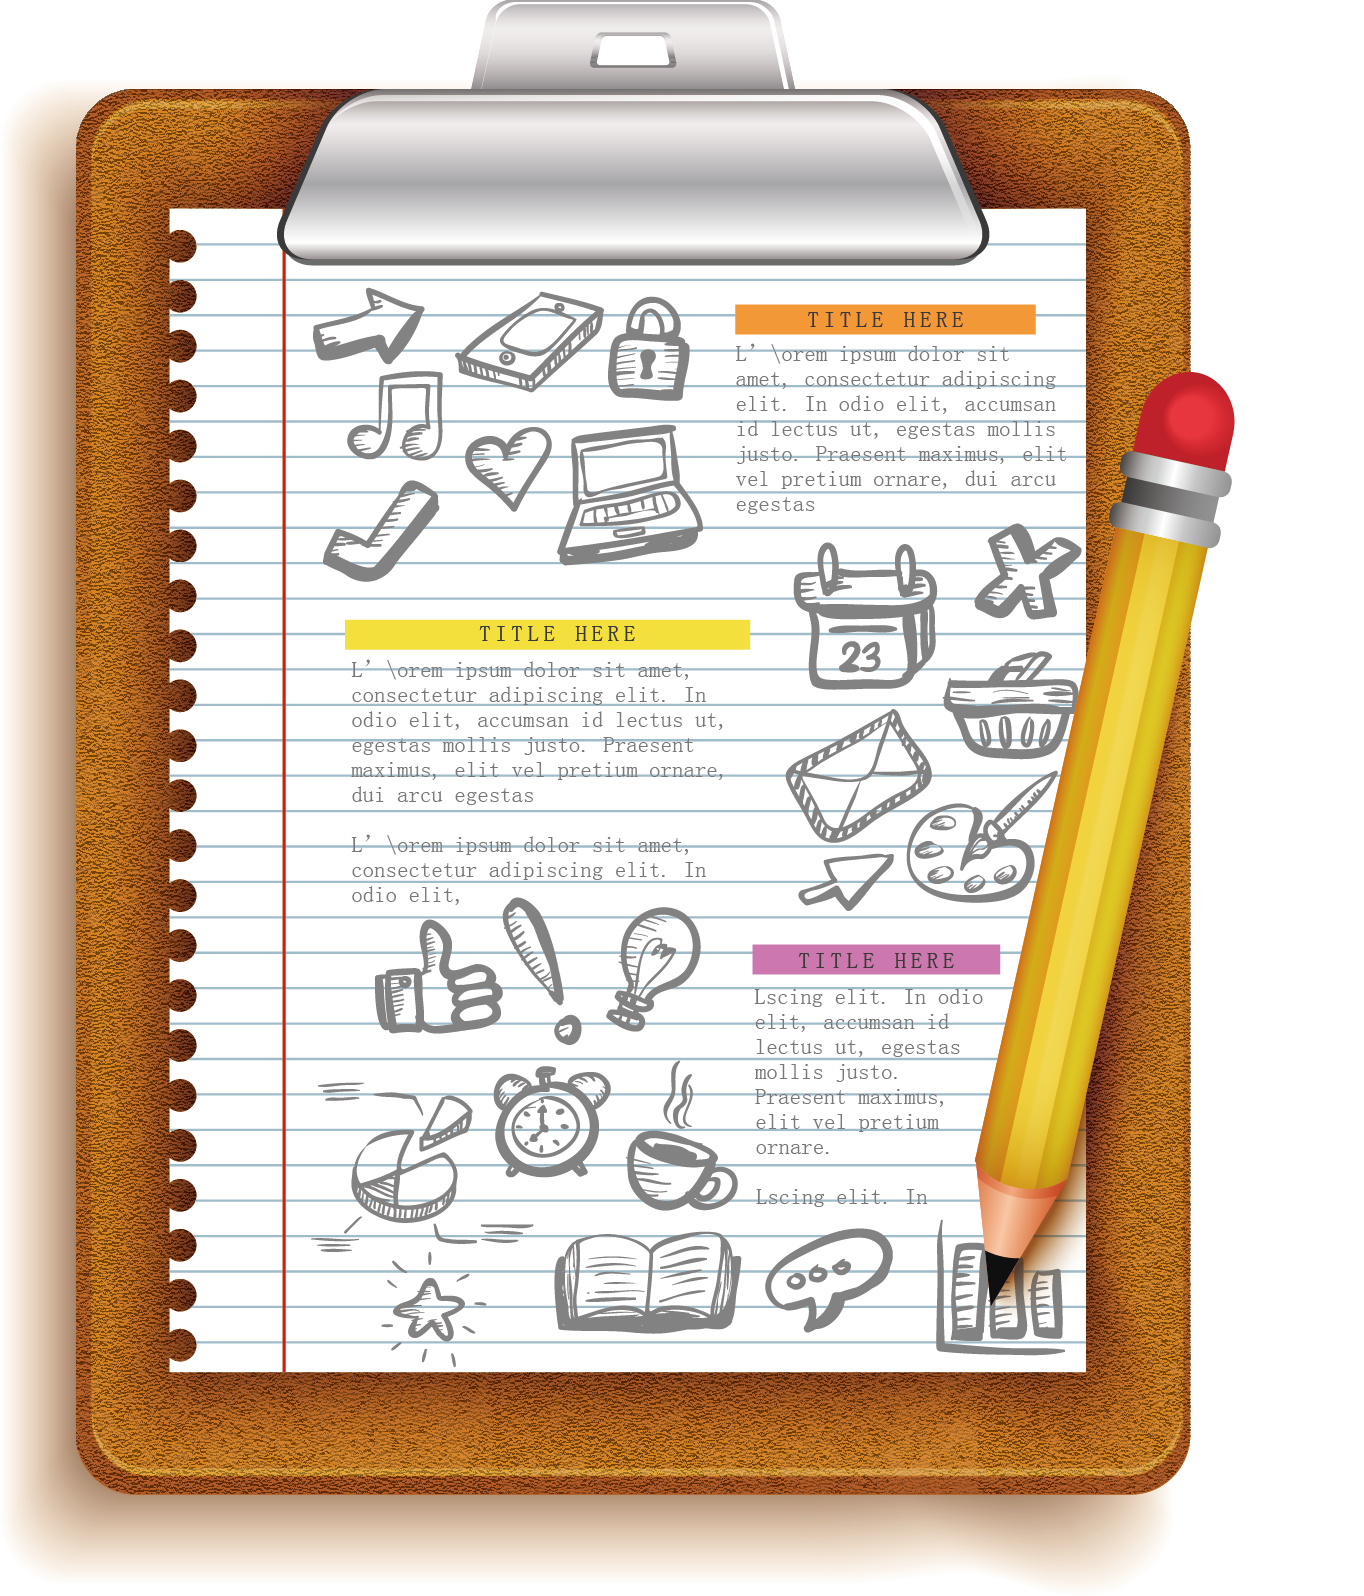 TITLE HERE
L’ \orem ipsum dolor sit
amet, consectetur adipiscing
elit. In odio elit, accumsan
id lectus ut, egestas mollis
justo. Praesent maximus, elit
vel pretium ornare, dui arcu
egestas
23
TITLE HERE
L’ \orem ipsum dolor sit amet,
consectetur adipiscing elit. In
odio elit, accumsan id lectus ut,
egestas mollis justo. Praesent
maximus, elit vel pretium ornare,
dui arcu egestas
L’ \orem ipsum dolor sit amet,
consectetur adipiscing elit. In
odio elit,
TITLE HERE
Lscing elit. In odio
elit, accumsan id
lectus ut, egestas
mollis justo.
Praesent maximus,
elit vel pretium
ornare.
Lscing elit. In